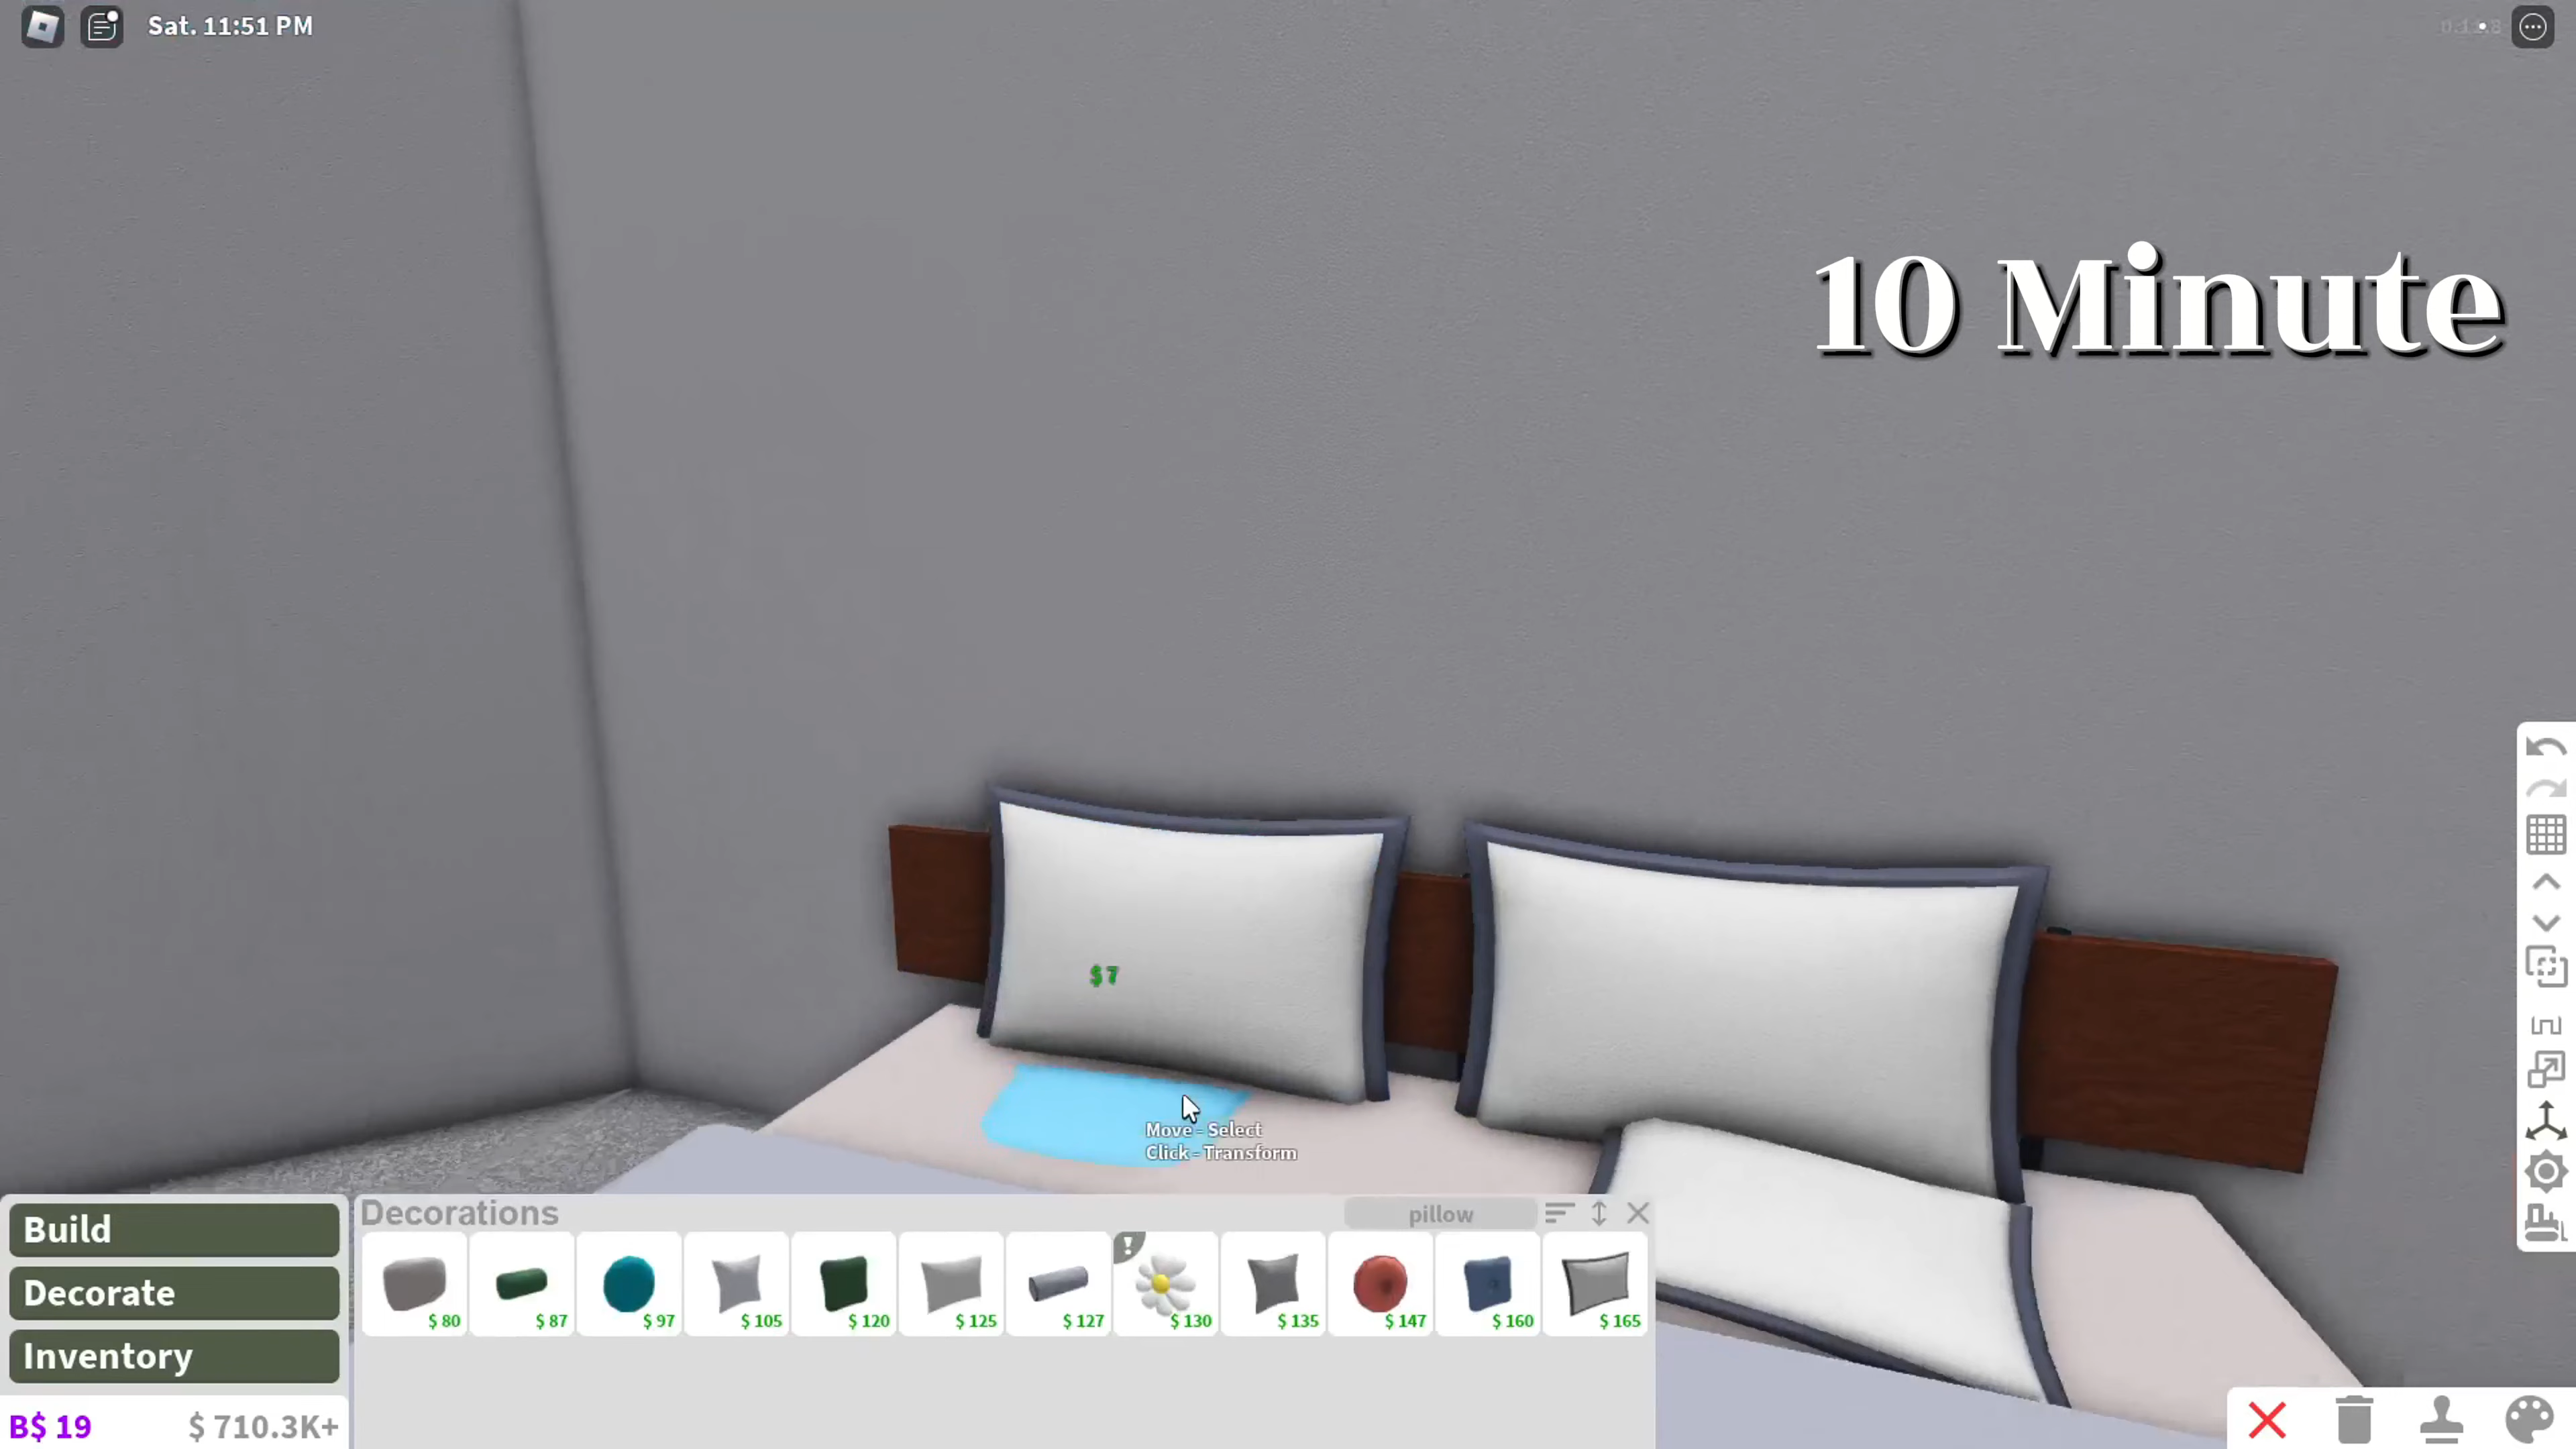 Sat. 11:51 PM
10 Minute
$ 7
Move - Select
Click - Transform
Build
Decorate
Inventory
B$ 19
$ 710.3K+
Decorations
pillow
$ 80
$ 87
$ 97
$ 105
$ 120
$ 125
$ 127
!
$ 130
$ 135
$ 147
$ 160
$ 165